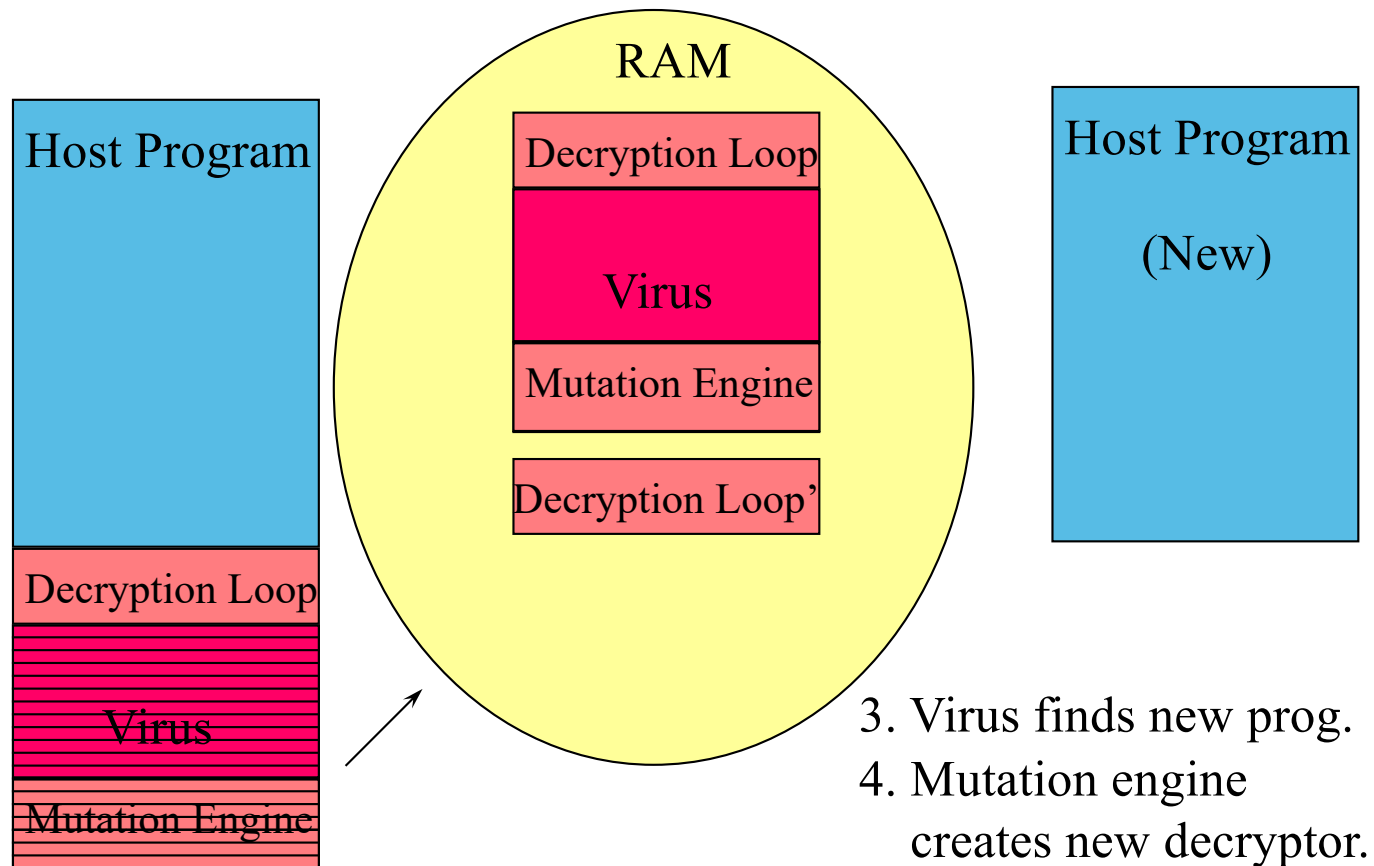 RAM
Host Program
Decryption Loop
Virus
Mutation Engine
Decryption Loop
Virus
Mutation Engine
Decryption Loop’
Host Program
(New)
3. Virus finds new prog.
4. Mutation engine
creates new decryptor.